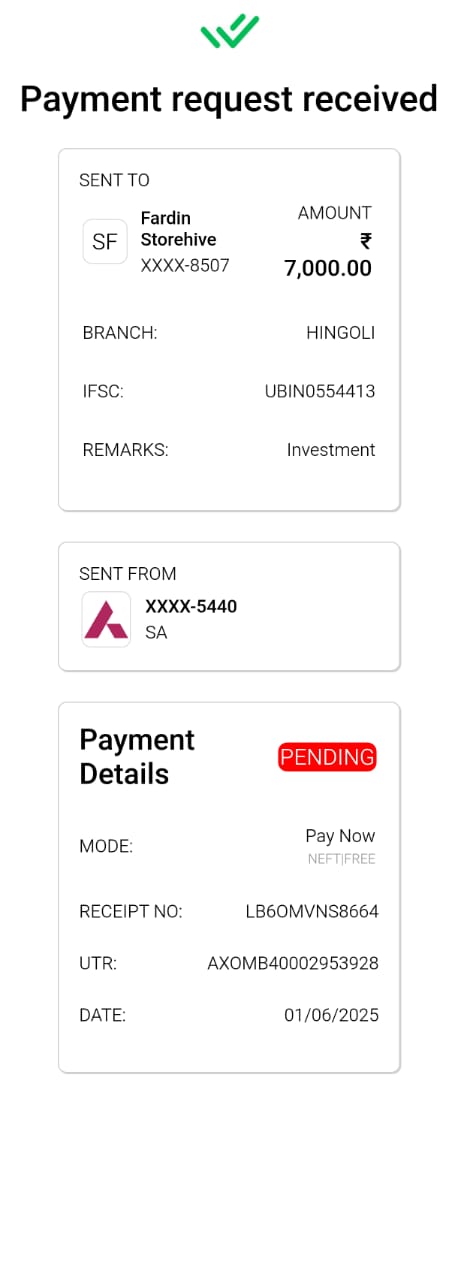 Payment request received
SENT TO
SF
Fardin
Storehive
XXXX-8507
AMOUNT
₹
7,000.00
BRANCH: HINGOLI
IFSC: UBIN0554413
REMARKS: Investment
SENT FROM
XXXX-5440
SA
Payment
Details
PENDING
MODE: Pay Now
NEFT|FREE
RECEIPT NO: LB6OMVNS8664
UTR: AXOMB40002953928
DATE: 01/06/2025